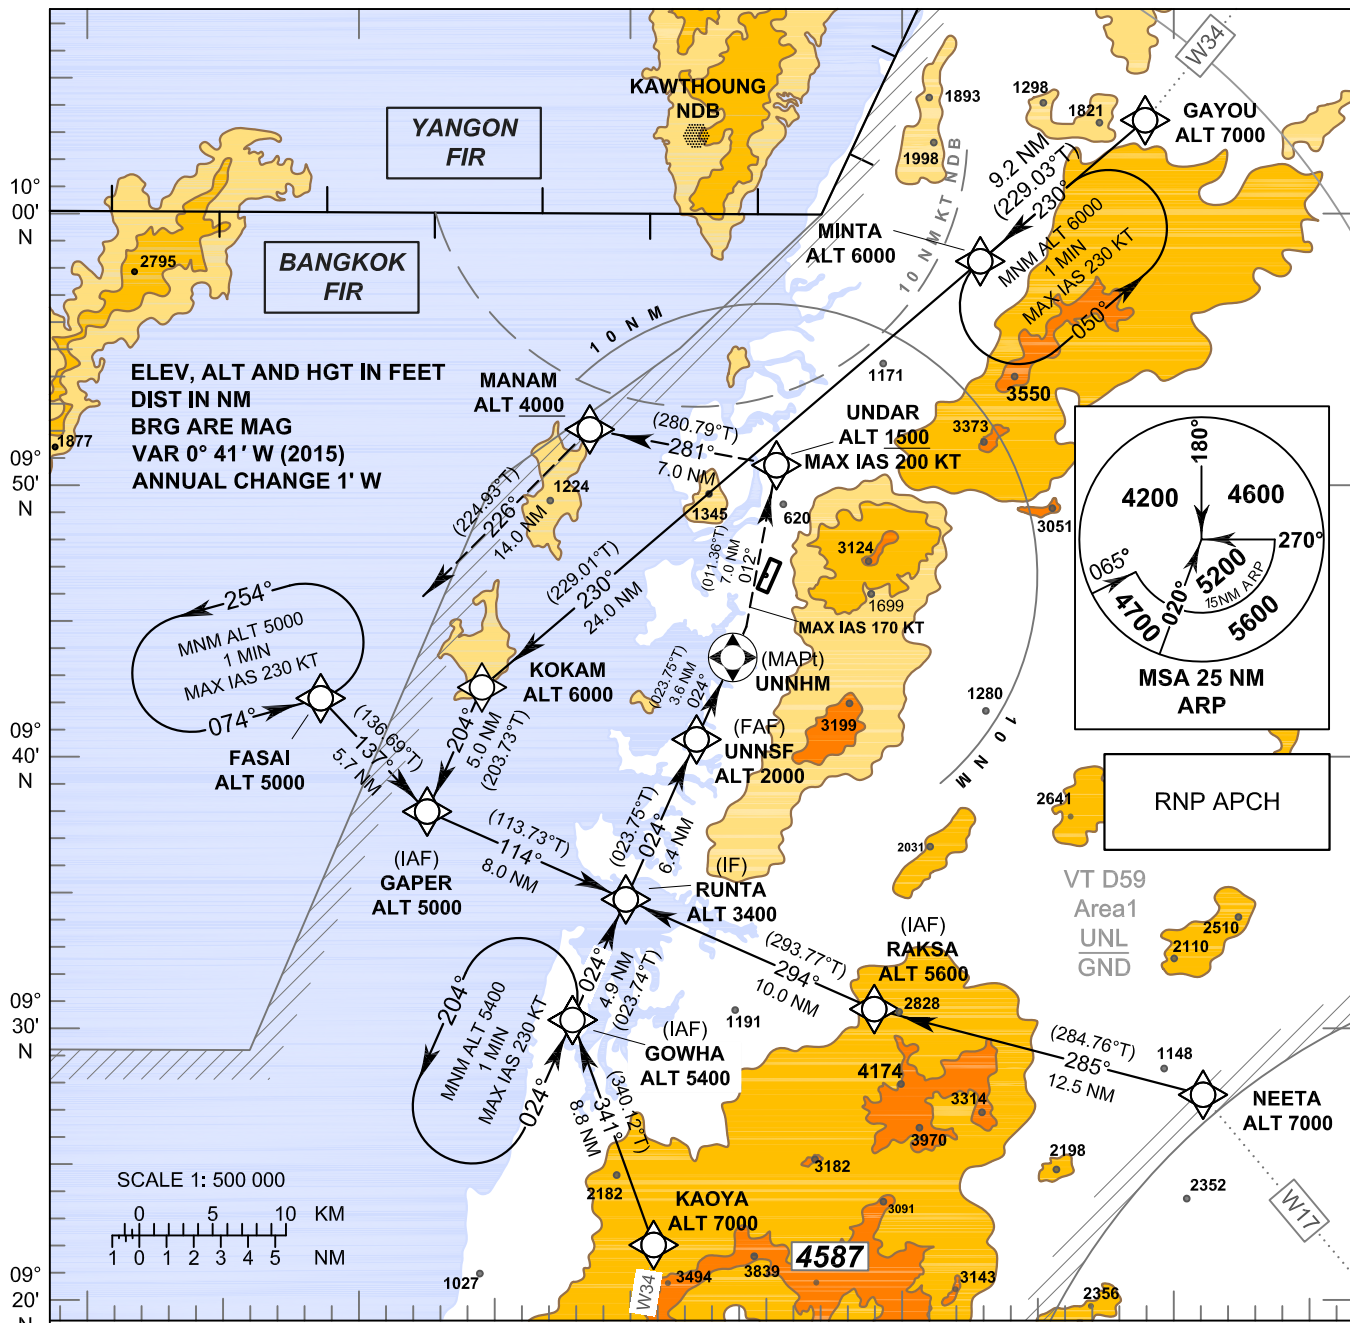 KAWTHOUNG
NDB
YANGON
FIR
BANGKOK
FIR
10°
00'
N
2795
1893
1998
1298
1821
W34
GAYOU
ALT 7000
9.2 NM
(229.03°T)
230°
MINTA
ALT 6000
MNM ALT 6000
1 MIN
MAX IAS 230 KT
050°
10 NM KT NDB
10 NM
ELEV, ALT AND HGT IN FEET
DIST IN NM
BRG ARE MAG
VAR 0° 41' W (2015)
ANNUAL CHANGE 1' W
1877
09°
50'
N
MANAM
ALT 4000
(280.79°T)
281°
7.0 NM
UNDAR
ALT 1500
MAX IAS 200 KT
1171
3550
3373
3051
1224
1345
620
(224.93°T)
226°
14.0 NM
(229.01°T)
230°
24.0 NM
(011.36°T)
7.0 NM
012°
3124
1699
MAX IAS 170 KT
180°
4200
4600
270°
065°
020°
5200
15NM ARP
4700
5600
MSA 25 NM
ARP
254°
MNM ALT 5000
1 MIN
MAX IAS 230 KT
074°
FASAI
ALT 5000
(136.69°T)
137°
5.7 NM
KOKAM
ALT 6000
204°
5.0 NM
(203.73°T)
(MAPt)
UNNHM
(023.75°T)
3.6 NM
024°
(FAF)
UNNSF
ALT 2000
3199
1280
10 NM
09°
40'
N
2641
RNP APCH
2031
VT D59
Area1
UNL
GND
2510
2110
(IAF)
GAPER
ALT 5000
(113.73°T)
114°
8.0 NM
(023.75°T)
024°
6.4 NM
(IF)
RUNTA
ALT 3400
(IAF)
RAKSA
ALT 5600
(293.77°T)
294°
10.0 NM
2828
1191
09°
30'
N
204°
MNM ALT 5400
1 MIN
MAX IAS 230 KT
024°
024°
4.9 NM
(023.74°T)
(IAF)
GOWHA
ALT 5400
(340.12°T)
341°
8.8 NM
4174
3314
3970
(284.76°T)
285°
12.5 NM
1148
NEETA
ALT 7000
2198
2352
W17
3182
2182
3091
KAOYA
ALT 7000
4587
3494
3839
3143
2356
W34
1027
SCALE 1: 500 000
0 5 10 KM
1 0 1 2 3 4 5 NM
09°
20'
N